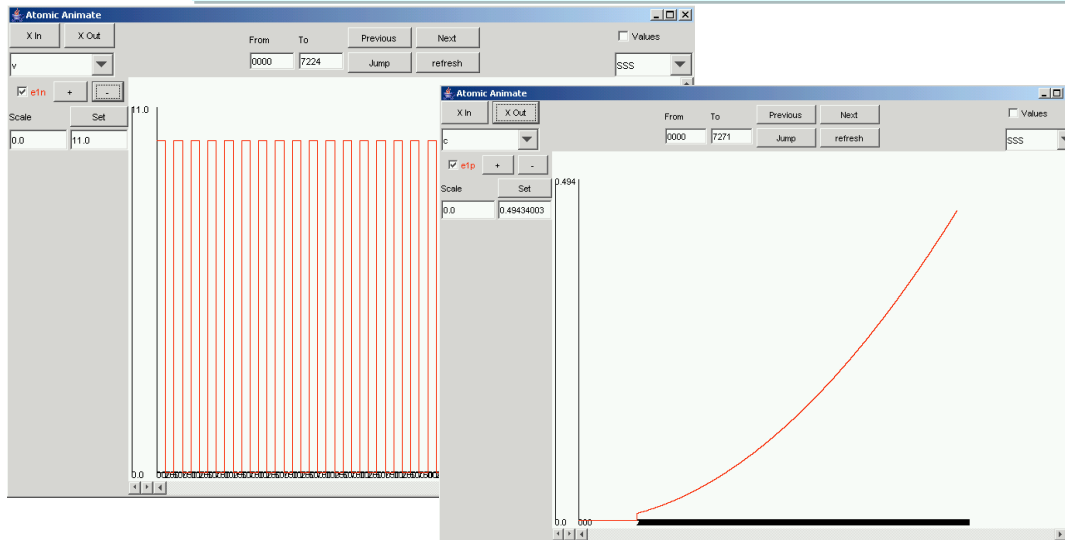 Atomic Animate
X In X Out From To Previous Next Values
v 0000 7224 Jump refresh SSS
e1n + -
Scale Set
0.0 11.0
11.0
0.0
Atomic Animate
X In X Out From To Previous Next Values
c 0000 7271 Jump refresh SSS
e1p + -
Scale Set
0.0 0.49434003
0.494
0.0 000